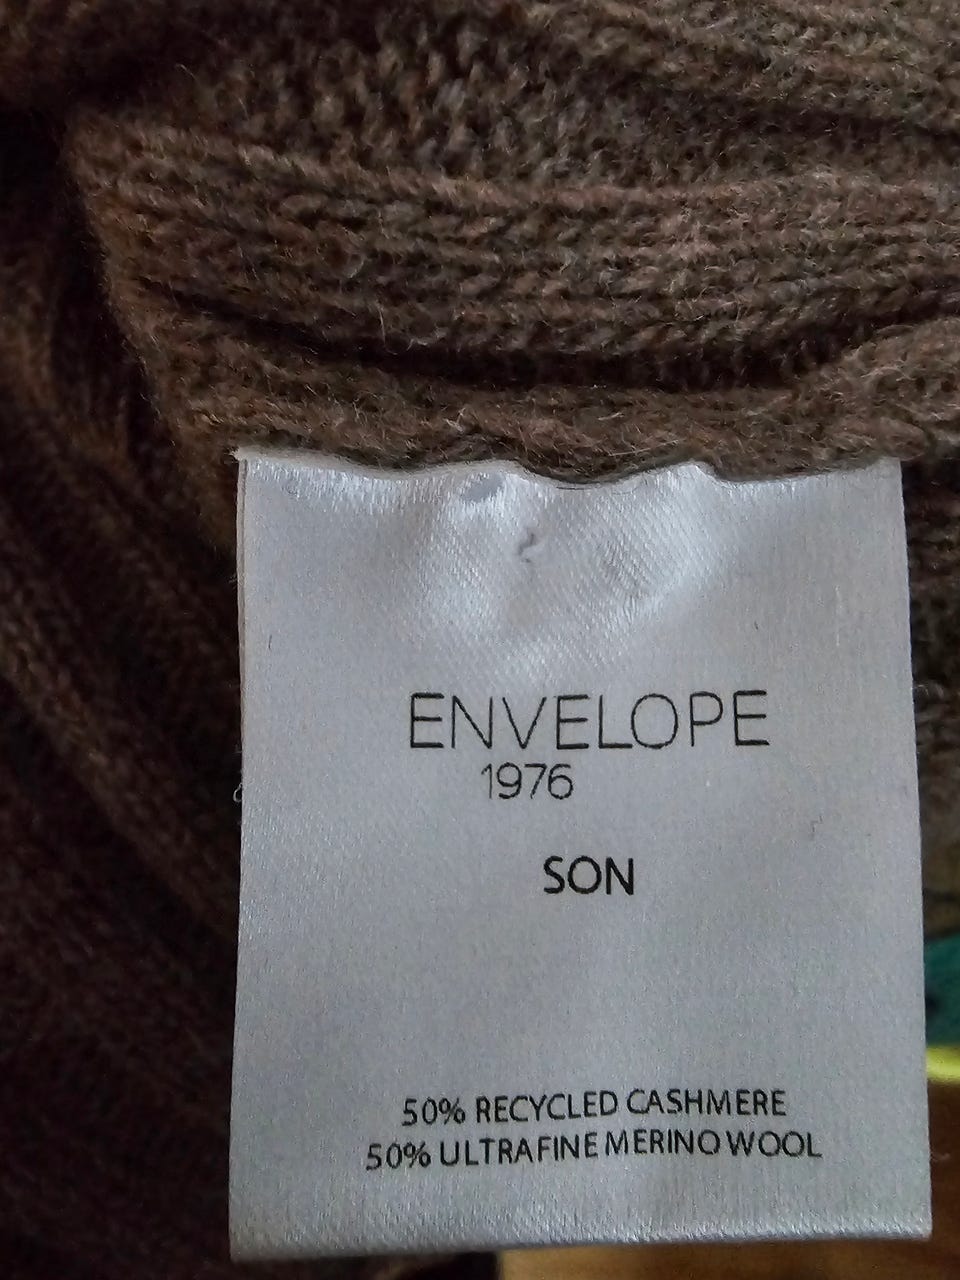 ENVELOPE
1976
SON
50% RECYCLED CASHMERE
50% ULTRAFINE MERINO WOOL